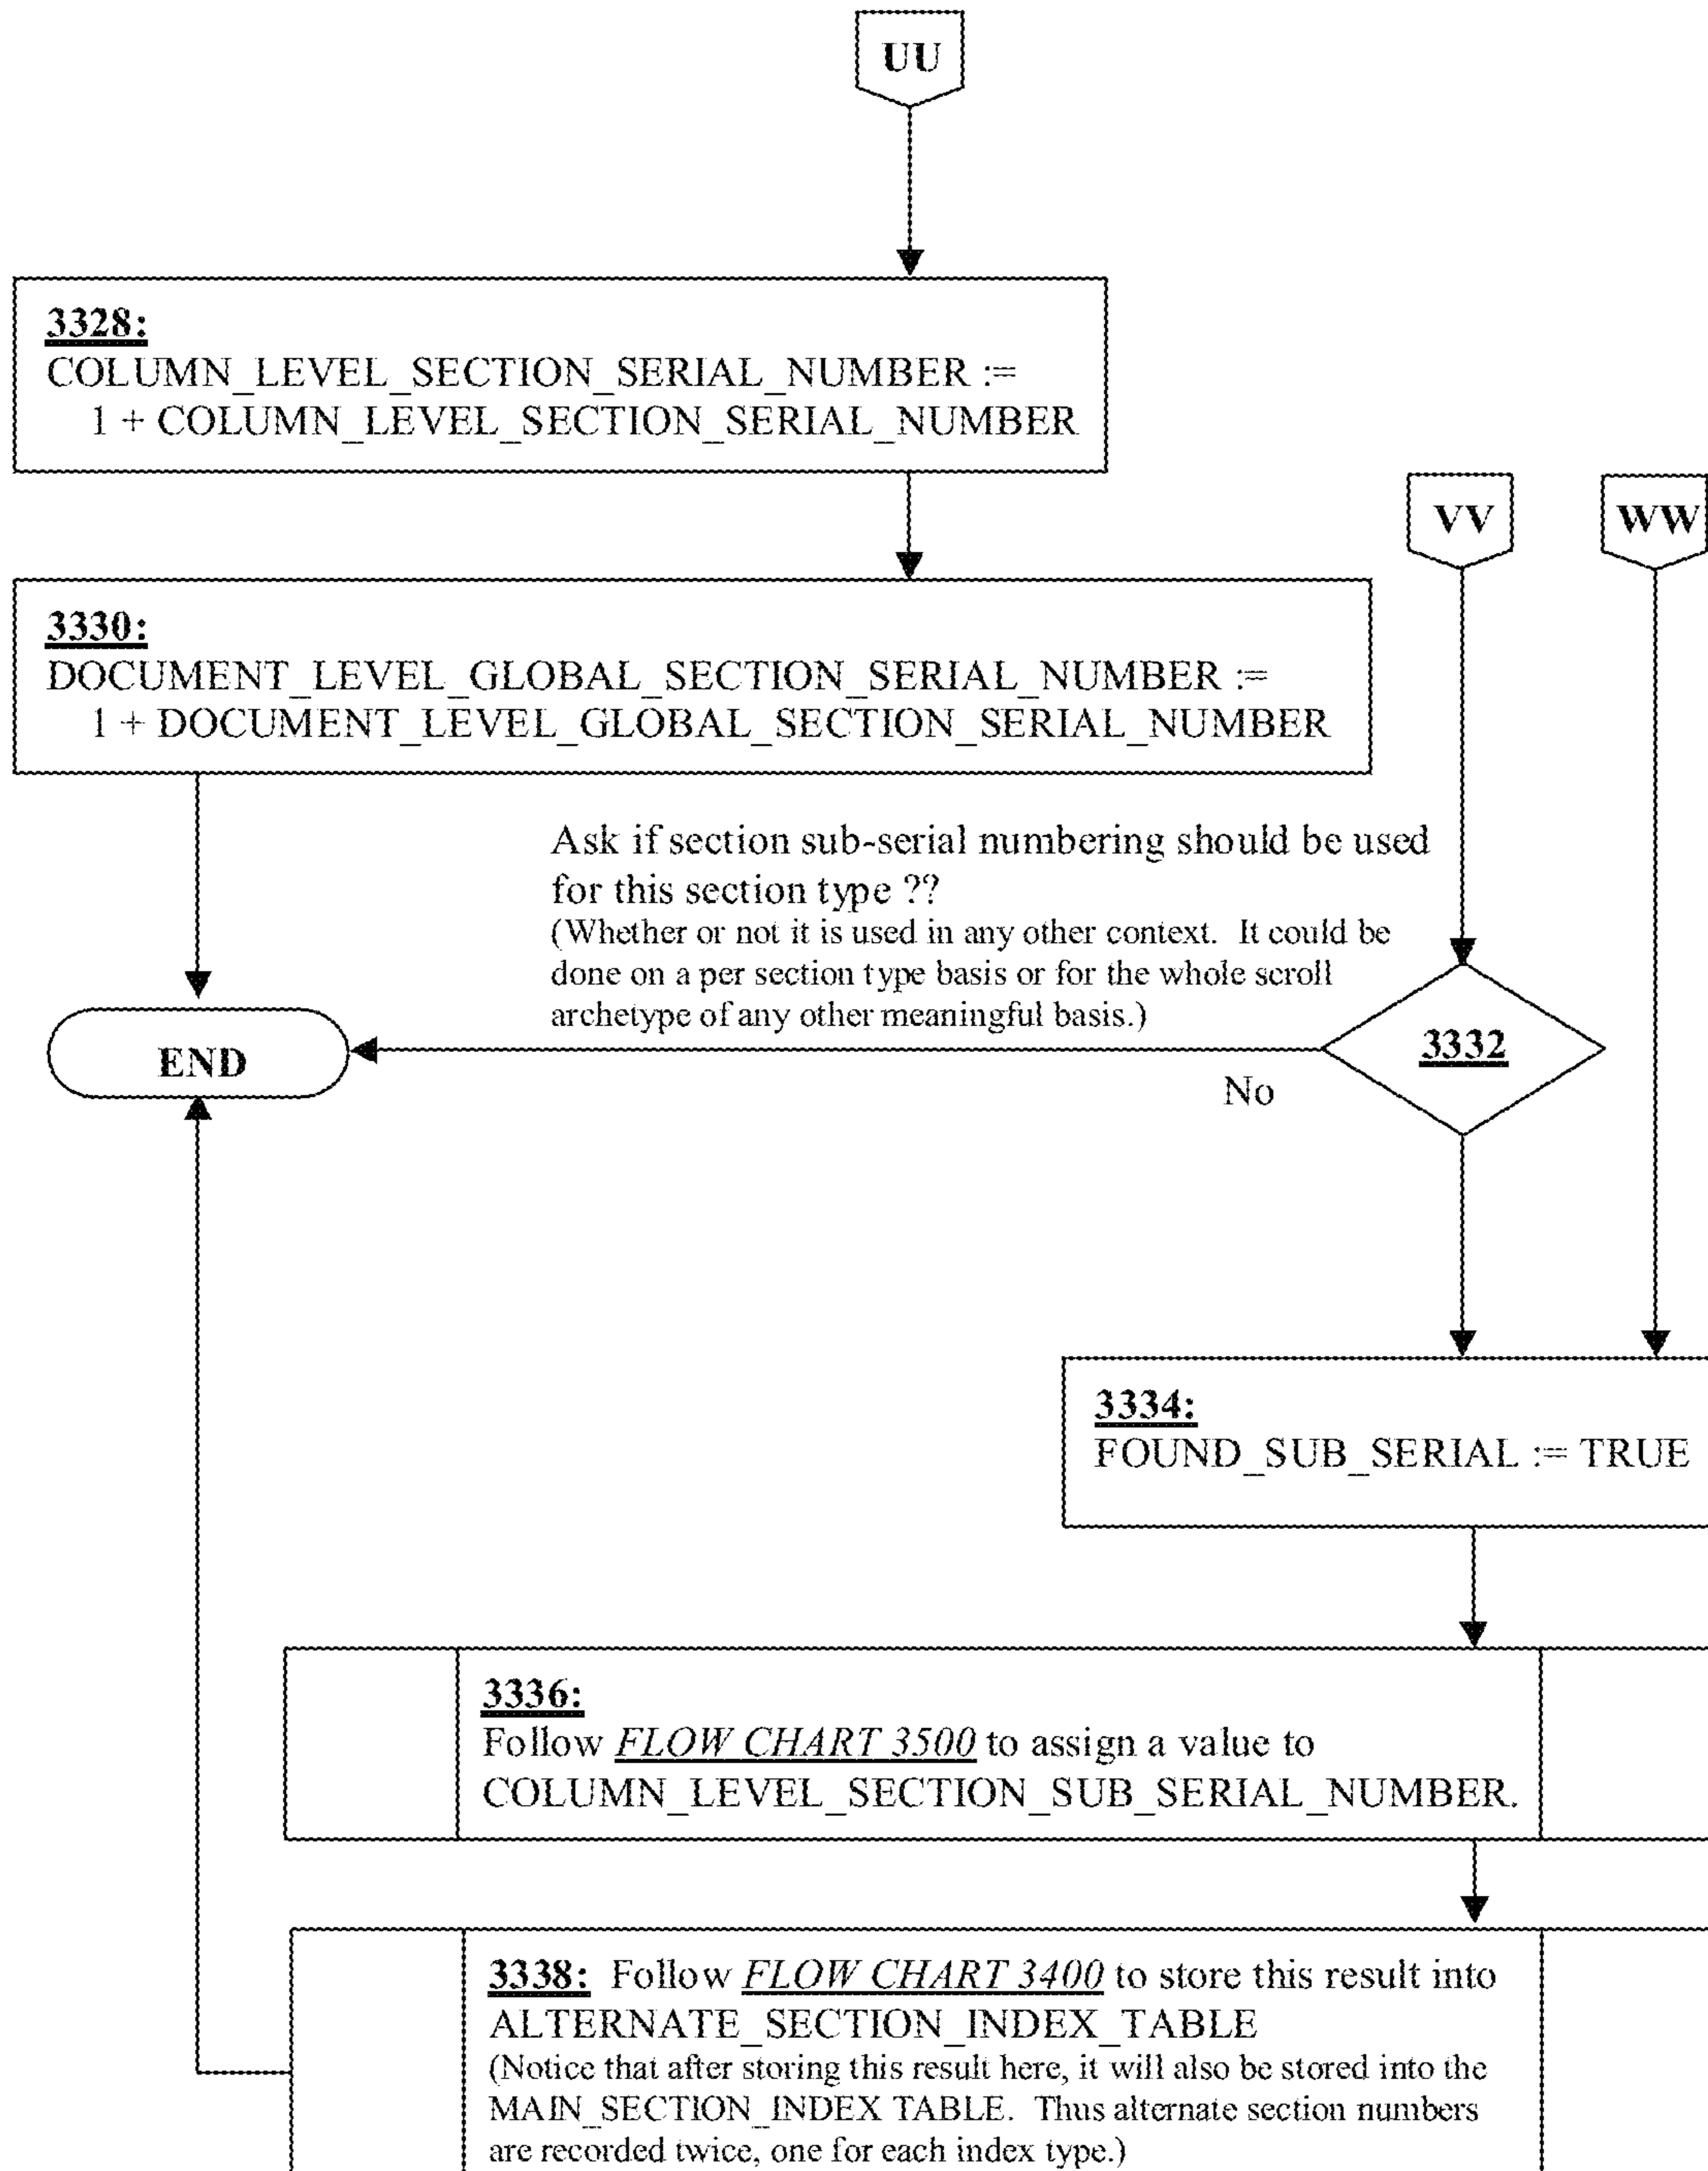 UU
3328:
COLUMN_LEVEL_SECTION_SERIAL_NUMBER :=
1 + COLUMN_LEVEL_SECTION_SERIAL_NUMBER
VV
WW
3330:
DOCUMENT_LEVEL_GLOBAL_SECTION_SERIAL_NUMBER :=
1 + DOCUMENT_LEVEL_GLOBAL_SECTION_SERIAL_NUMBER
Ask if section sub-serial numbering should be used
for this section type ??
(Whether or not it is used in any other context. It could be
done on a per section type basis or for the whole scroll
archetype of any other meaningful basis.)
END
3332
No
3334:
FOUND_SUB_SERIAL := TRUE
3336:
Follow FLOW CHART 3500 to assign a value to
COLUMN_LEVEL_SECTION_SUB_SERIAL_NUMBER.
3338: Follow FLOW CHART 3400 to store this result into
ALTERNATE_SECTION_INDEX_TABLE
(Notice that after storing this result here, it will also be stored into the
MAIN_SECTION_INDEX TABLE. Thus alternate section numbers
are recorded twice, one for each index type.)